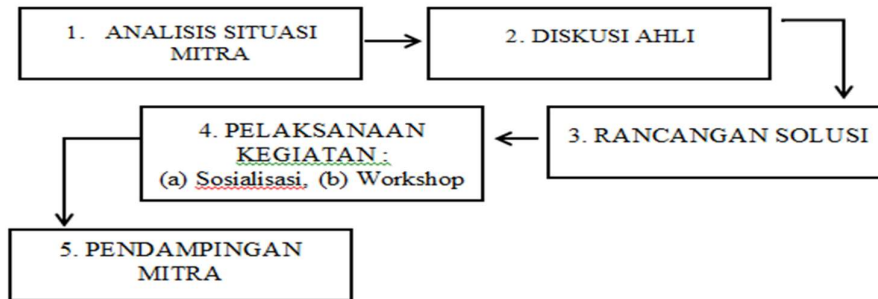 1. ANALISIS SITUASI
MITRA
2. DISKUSI AHLI
3. RANCANGAN SOLUSI
4. PELAKSANAAN
KEGIATAN :
(a) Sosialisasi, (b) Workshop
5. PENDAMPINGAN
MITRA